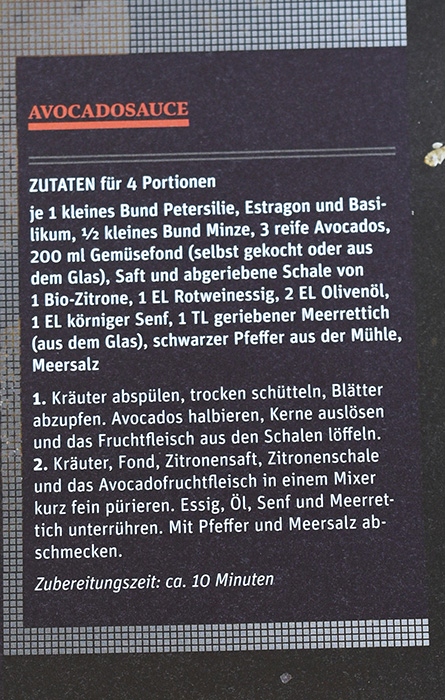 AVOCADOSAUCE
ZUTATEN für 4 Portionen
je 1 kleines Bund Petersilie, Estragon und Basi-
likum, ½ kleines Bund Minze, 3 reife Avocados,
200 ml Gemüsefond (selbst gekocht oder aus
dem Glas), Saft und abgeriebene Schale von
1 Bio-Zitrone, 1 EL Rotweinessig, 2 EL Olivenöl,
1 EL körniger Senf, 1 TL geriebener Meerrettich
(aus dem Glas), schwarzer Pfeffer aus der Mühle,
Meersalz
1. Kräuter abspülen, trocken schütteln, Blätter
abzupfen. Avocados halbieren, Kerne auslösen
und das Fruchtfleisch aus den Schalen löffeln.
2. Kräuter, Fond, Zitronensaft, Zitronenschale
und das Avocadofruchtfleisch in einem Mixer
kurz fein pürieren. Essig, Öl, Senf und Meerret-
tich unterrühren. Mit Pfeffer und Meersalz ab-
schmecken.
Zubereitungszeit: ca. 10 Minuten